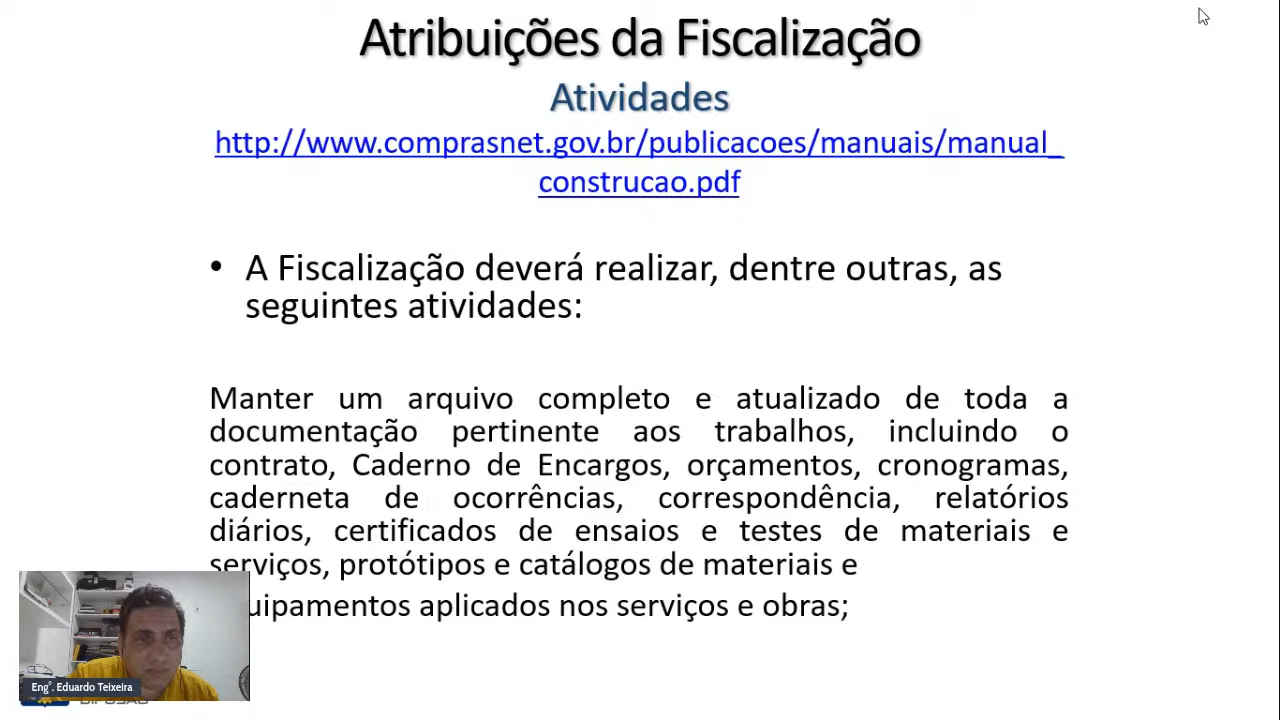 Atribuições da Fiscalização
Atividades
http://www.comprasnet.gov.br/publicacoes/manuais/manual_
construcao.pdf
• A Fiscalização deverá realizar, dentre outras, as
seguintes atividades:
Manter um arquivo completo e atualizado de toda a
documentação pertinente aos trabalhos, incluindo o
contrato, Caderno de Encargos, orçamentos, cronogramas,
caderneta de ocorrências, correspondência, relatórios
diários, certificados de ensaios e testes de materiais e
serviços, protótipos e catálogos de materiais e
uipamentos aplicados nos serviços e obras;
Eng°. Eduardo Teixeira